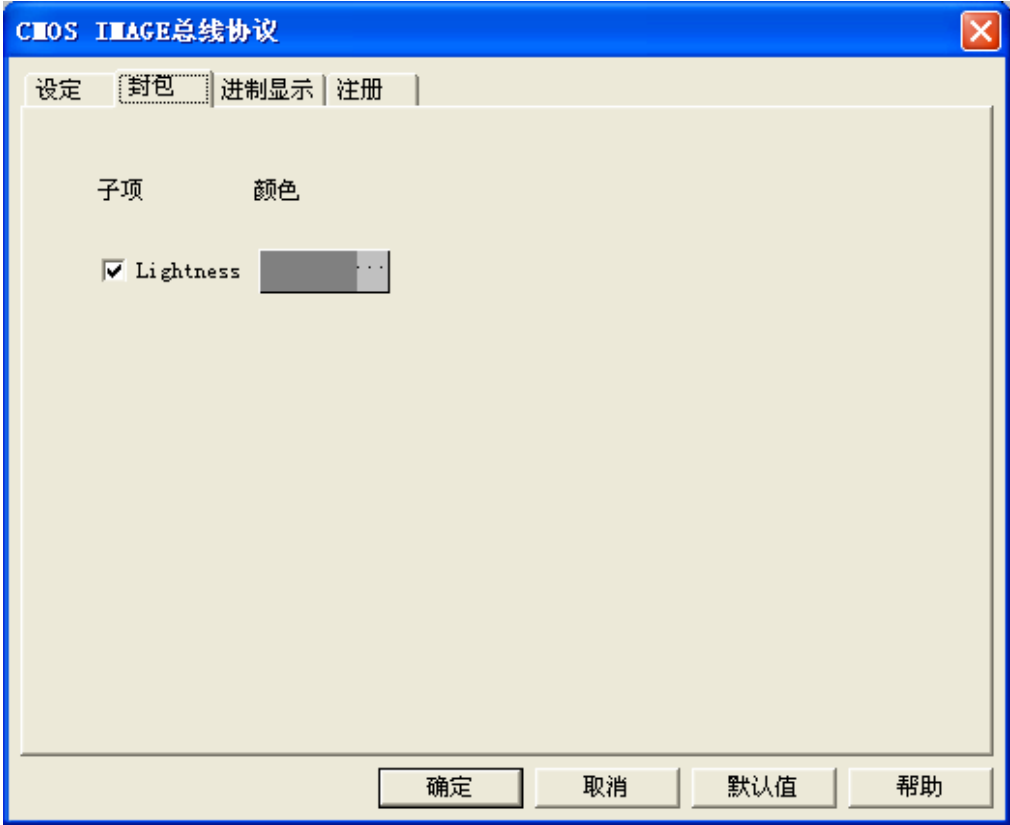 CMOS IMAGE总线协议
设定 封包 进制显示 注册
子项 颜色
Lightness ...
确定 取消 默认值 帮助